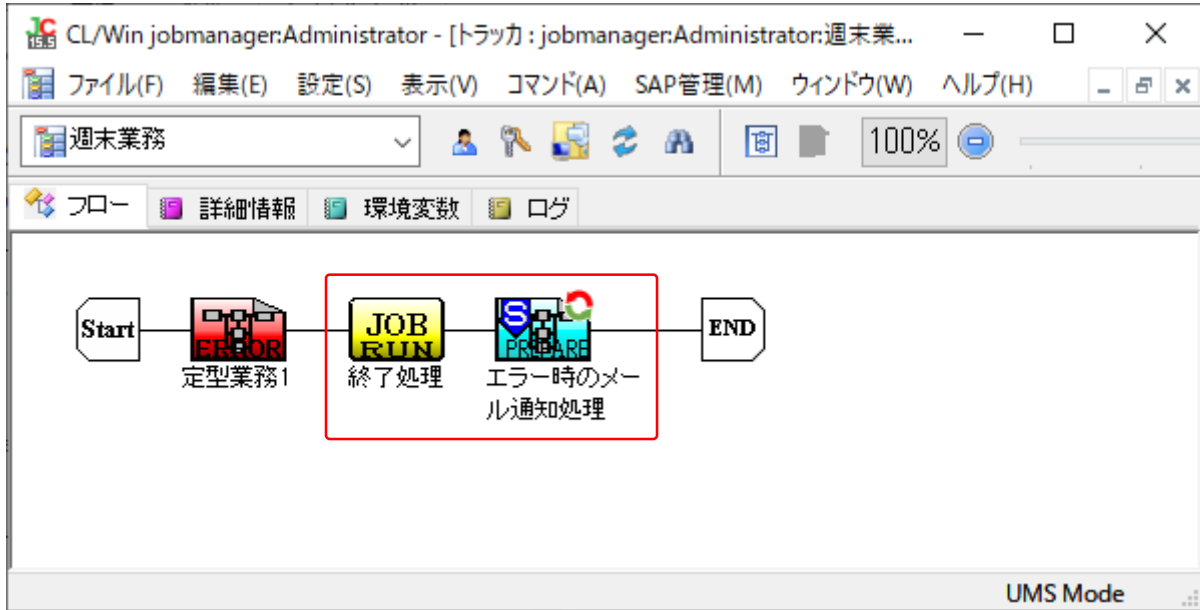 JC
15.5
CL/Win jobmanager:Administrator - [トラッカ : jobmanager:Administrator:週末業...
ファイル(F) 編集(E) 設定(S) 表示(V) コマンド(A) SAP管理(M) ウィンドウ(W) ヘルプ(H)
週末業務 100%
フロー 詳細情報 環境変数 ログ
Start ERROR JOB RUN S PREPARE END
定型業務1 終了処理 エラー時のメー
ル通知処理
UMS Mode